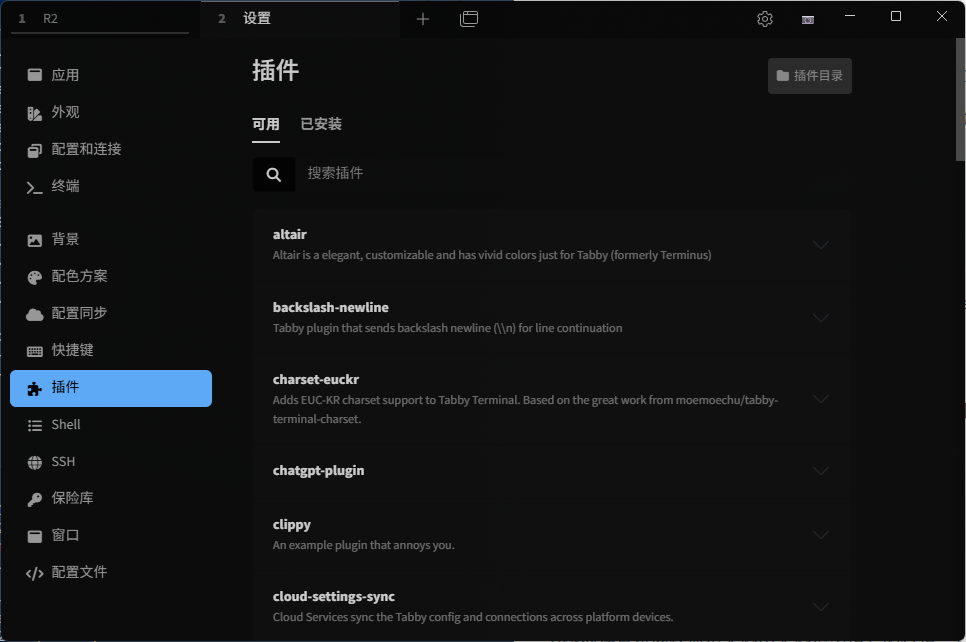 1 R2
2 设置
应用
外观
配置和连接
终端
背景
配色方案
配置同步
快捷键
插件
Shell
SSH
保险库
窗口
配置文件
插件
插件目录
可用 已安装
搜索插件
altair
Altair is a elegant, customizable and has vivid colors just for Tabby (formerly Terminus)
backslash-newline
Tabby plugin that sends backslash newline (\\n) for line continuation
charset-euckr
Adds EUC-KR charset support to Tabby Terminal. Based on the great work from moemoechu/tabby-
terminal-charset.
chatgpt-plugin
clippy
An example plugin that annoys you.
cloud-settings-sync
Cloud Services sync the Tabby config and connections across platform devices.